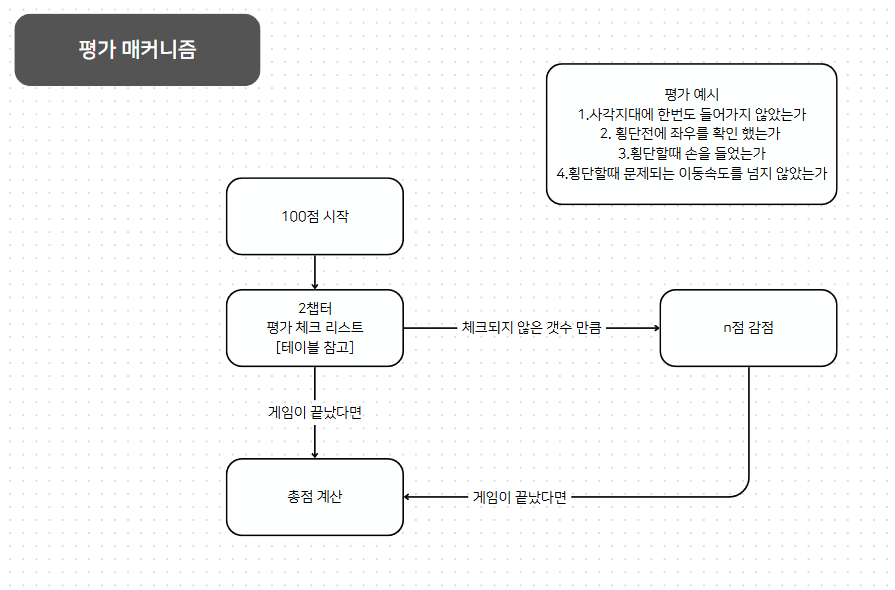 평가 매커니즘
평가 예시
1.사각지대에 한번도 들어가지 않았는가
2. 횡단전에 좌우를 확인 했는가
3.횡단할때 손을 들었는가
4.횡단할때 문제되는 이동속도를 넘지 않았는가
100점 시작
2챕터
평가 체크 리스트
[테이블 참고]
체크되지 않은 갯수 만큼
n점 감점
게임이 끝났다면
총점 계산
게임이 끝났다면